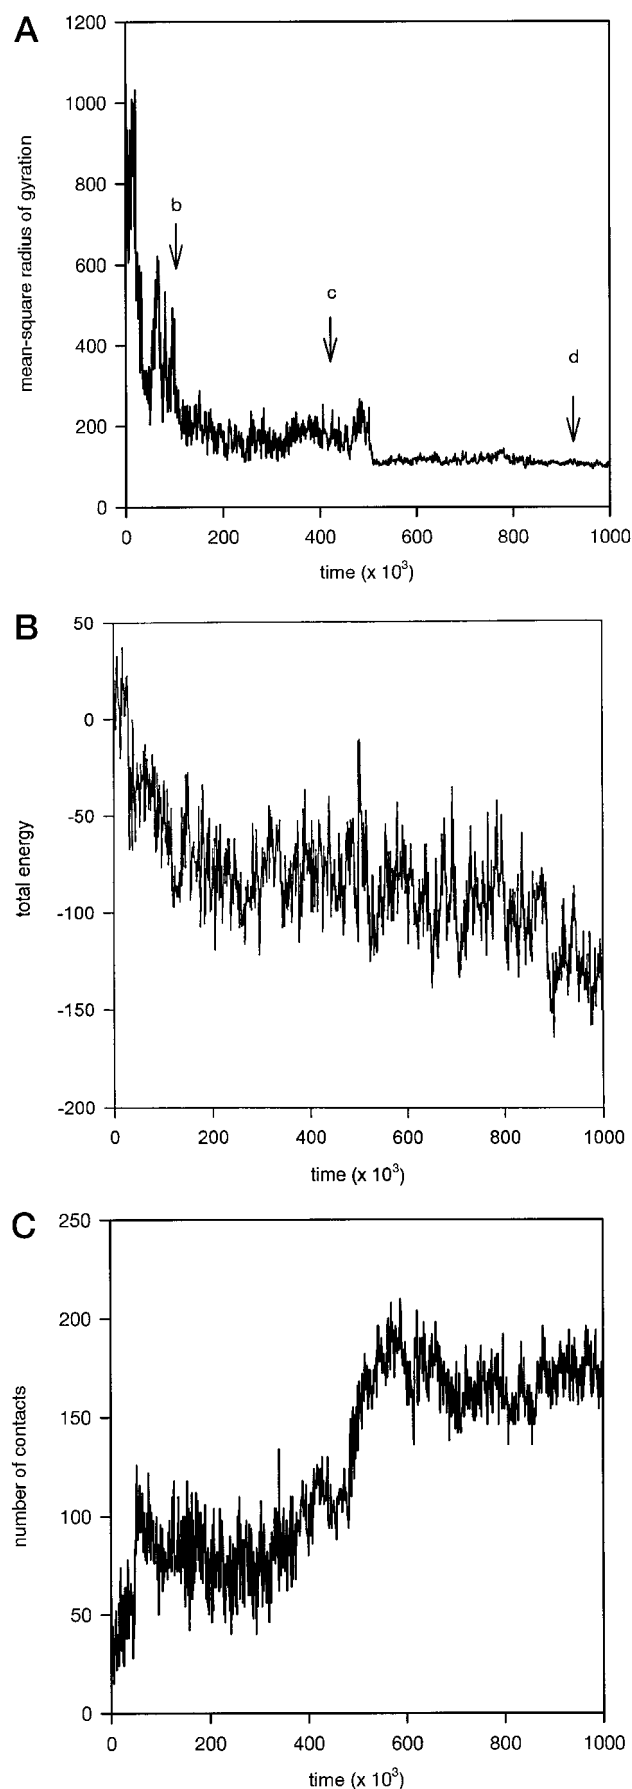 A
1200
1000
800
600
400
200
0
mean-square radius of gyration
b
c
d
0 200 400 600 800 1000
time (x 10³)
B
50
0
-50
-100
-150
-200
total energy
0 200 400 600 800 1000
time (x 10³)
C
250
200
150
100
50
0
number of contacts
0 200 400 600 800 1000
time (x 10³)